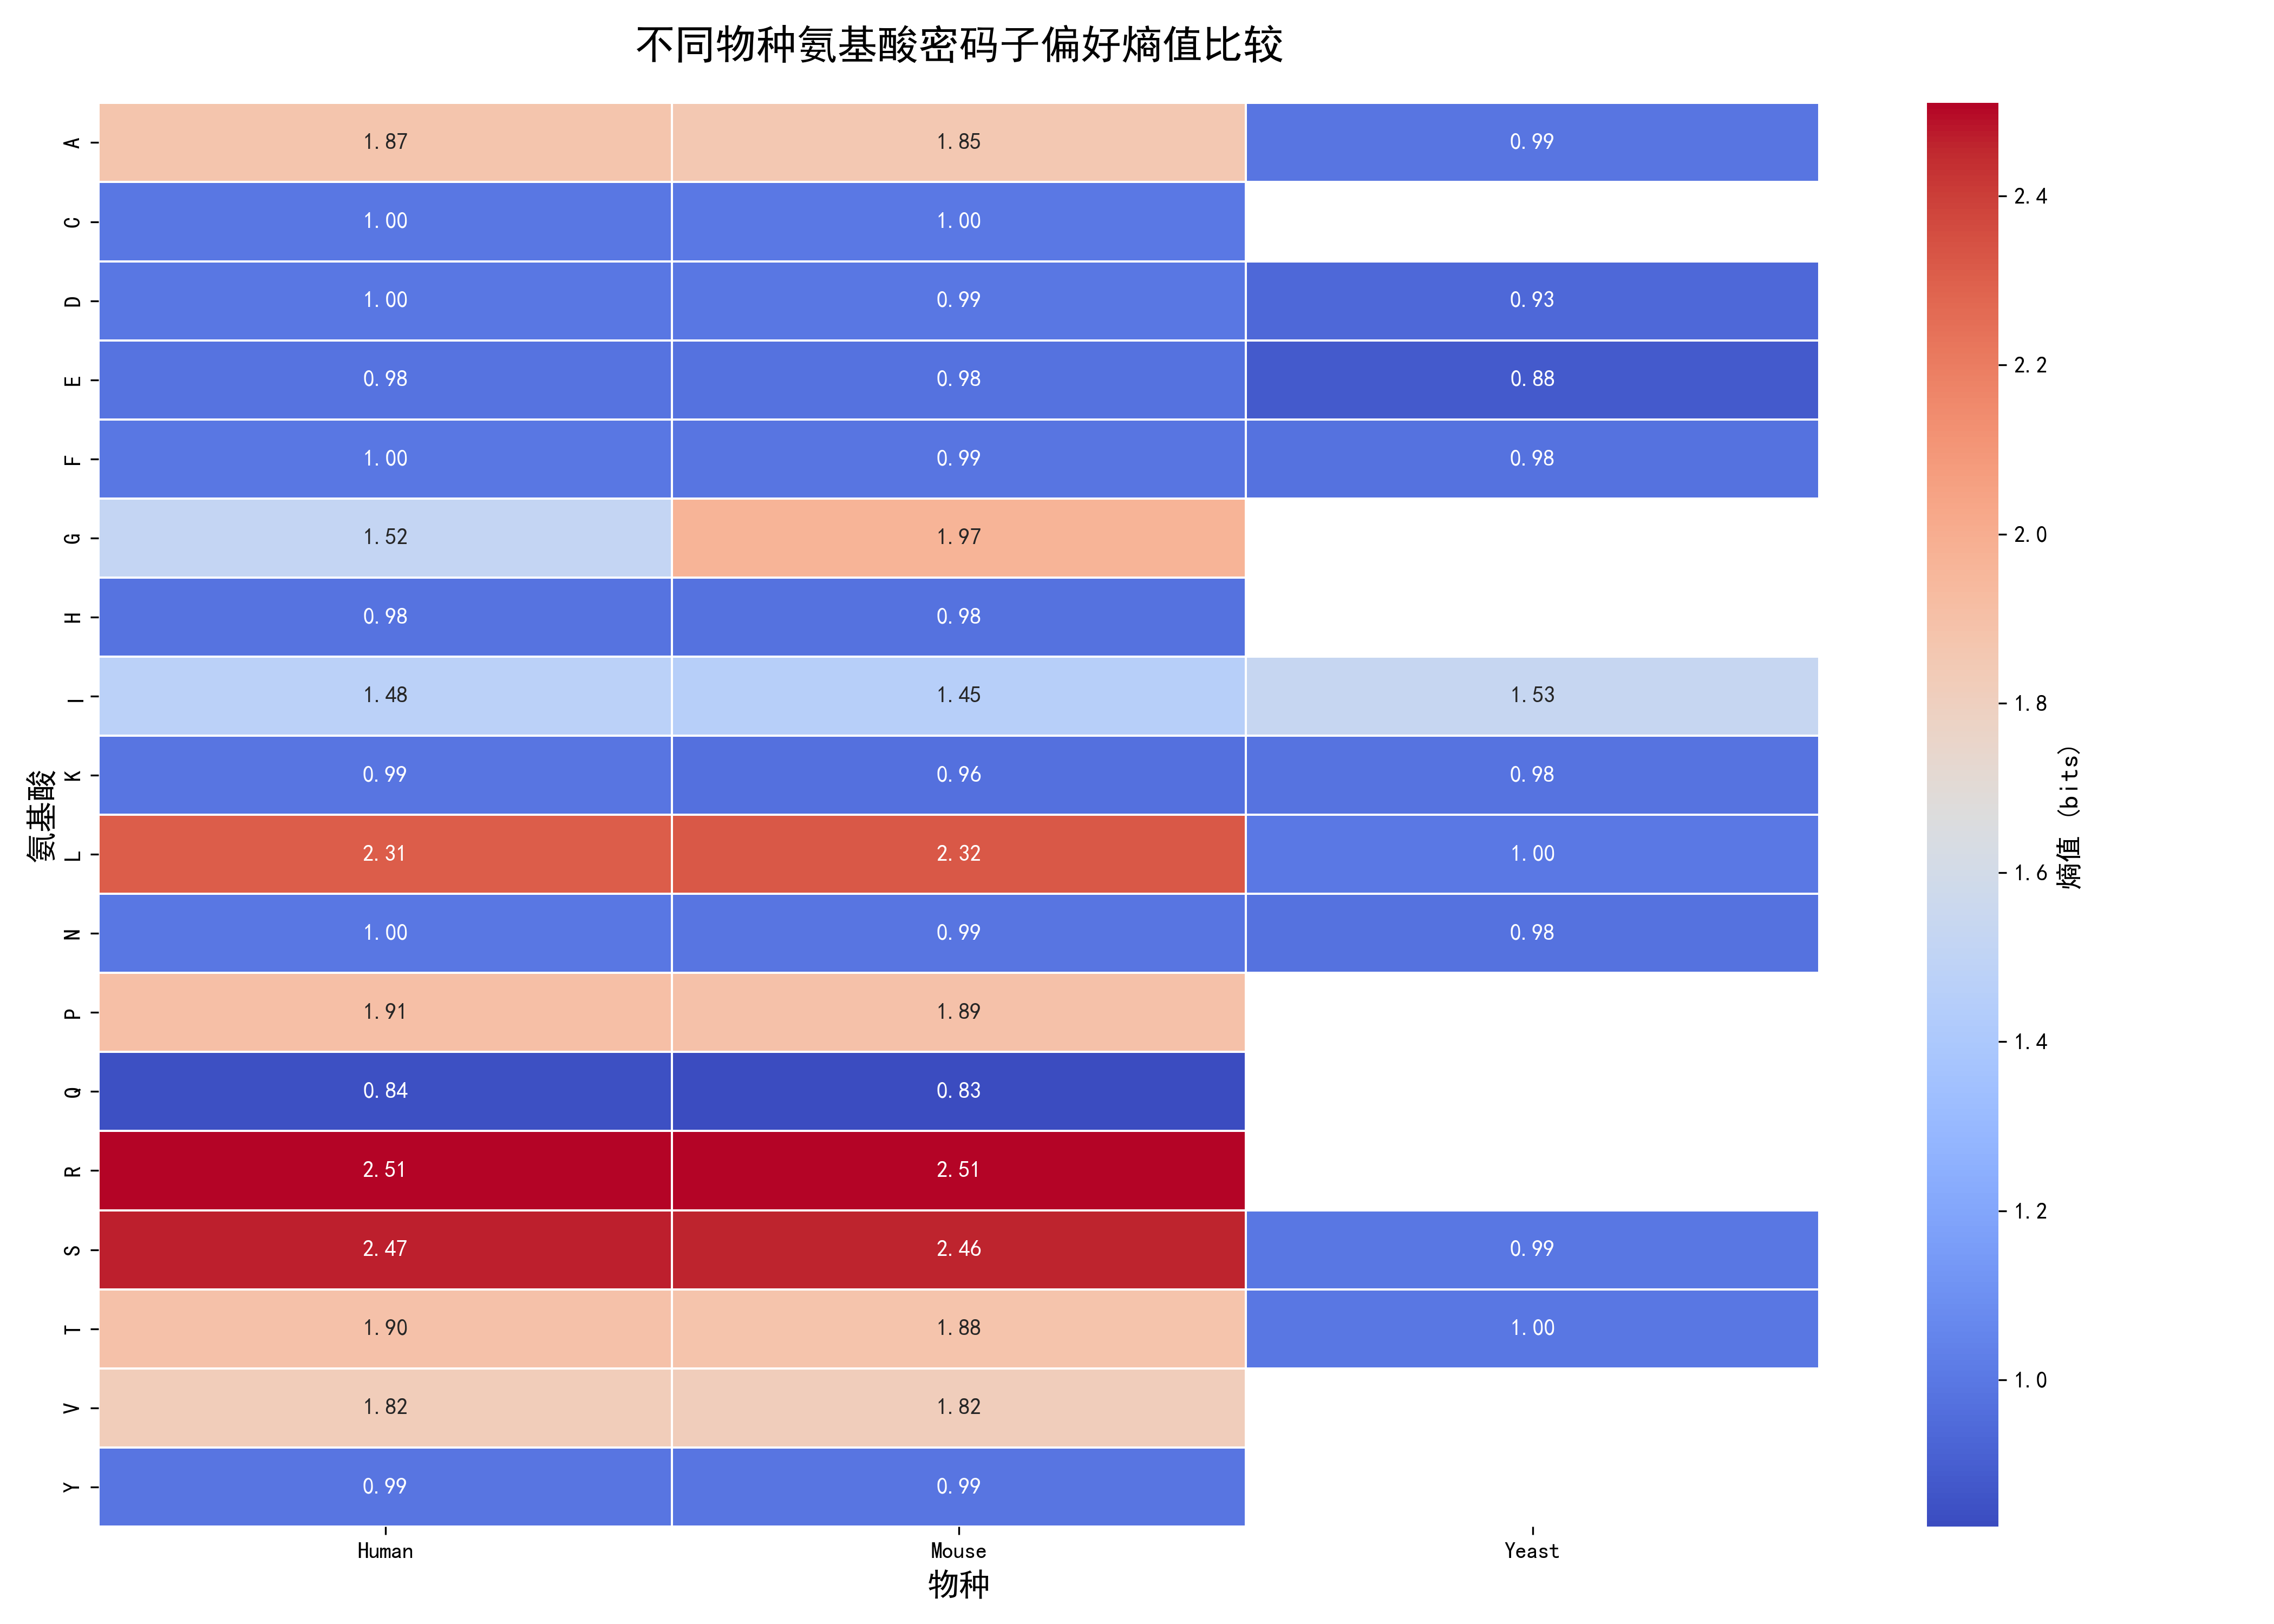 不同物种氨基酸密码子偏好熵值比较
A 1.87 1.85 0.99
C 1.00 1.00
D 1.00 0.99 0.93
E 0.98 0.98 0.88
F 1.00 0.99 0.98
G 1.52 1.97
H 0.98 0.98
I 1.48 1.45 1.53
K 0.99 0.96 0.98
L 2.31 2.32 1.00
N 1.00 0.99 0.98
P 1.91 1.89
Q 0.84 0.83
R 2.51 2.51
S 2.47 2.46 0.99
T 1.90 1.88 1.00
V 1.82 1.82
Y 0.99 0.99
Human Mouse Yeast
物种
氨基酸
2.4
2.2
2.0
1.8
1.6
1.4
1.2
1.0
熵值 (bits)